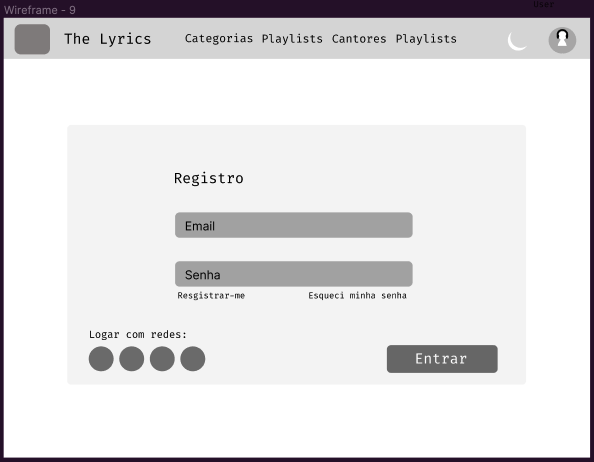 User
Wireframe - 9
The Lyrics Categorias Playlists Cantores Playlists
Registro
Email
Senha
Resgistrar-me Esqueci minha senha
Logar com redes:
Entrar